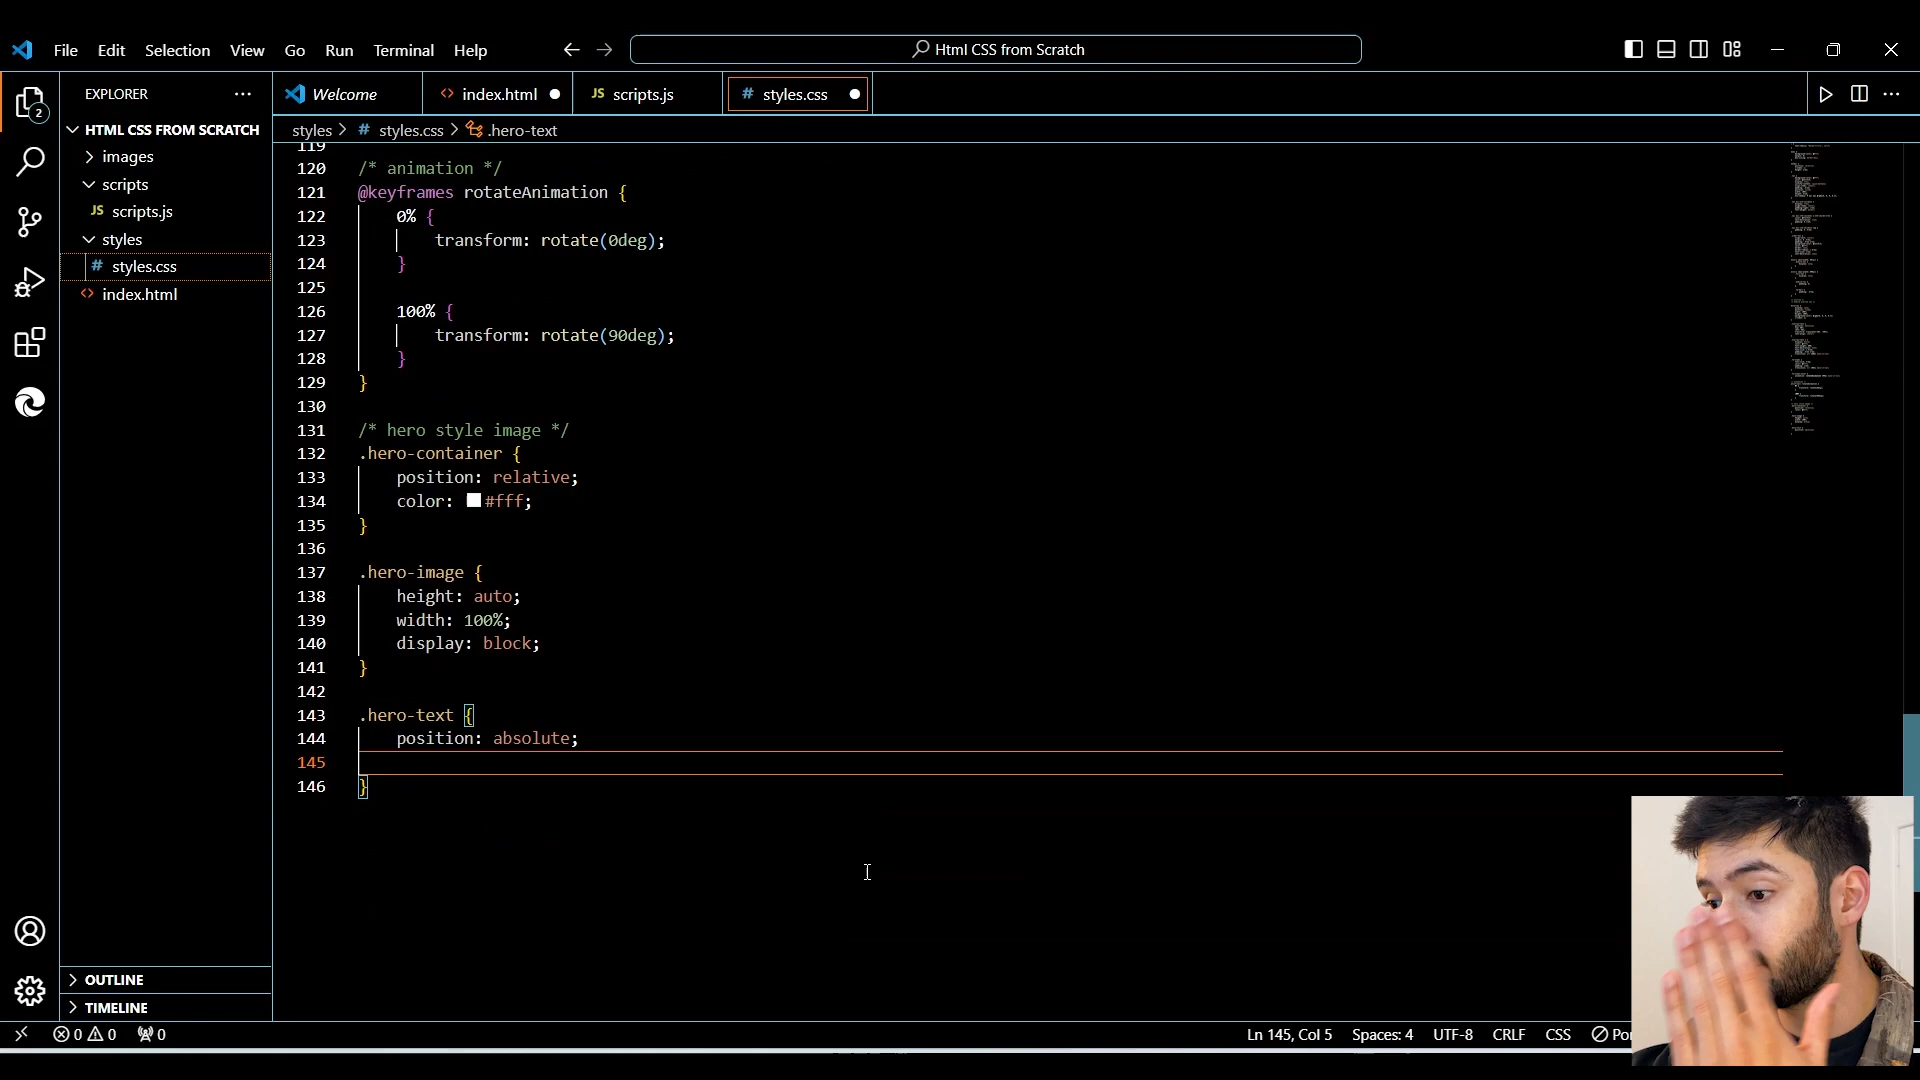 File Edit Selection View Go Run Terminal Help
Html CSS from Scratch
2
EXPLORER
HTML CSS FROM SCRATCH
images
scripts
JS scripts.js
styles
# styles.css
<> index.html
OUTLINE
TIMELINE
Welcome
<> index.html
JS scripts.js
# styles.css
styles > # styles.css > .hero-text
119
120 /* animation */
121 @keyframes rotateAnimation {
122 0% {
123 transform: rotate(0deg);
124 }
125
126 100% {
127 transform: rotate(90deg);
128 }
129 }
130
131 /* hero style image */
132 .hero-container {
133 position: relative;
134 color: #fff;
135 }
136
137 .hero-image {
138 height: auto;
139 width: 100%;
140 display: block;
141 }
142
143 .hero-text {
144 position: absolute;
145
146 }
0 0 0
Ln 145, Col 5 Spaces: 4 UTF-8 CRLF CSS